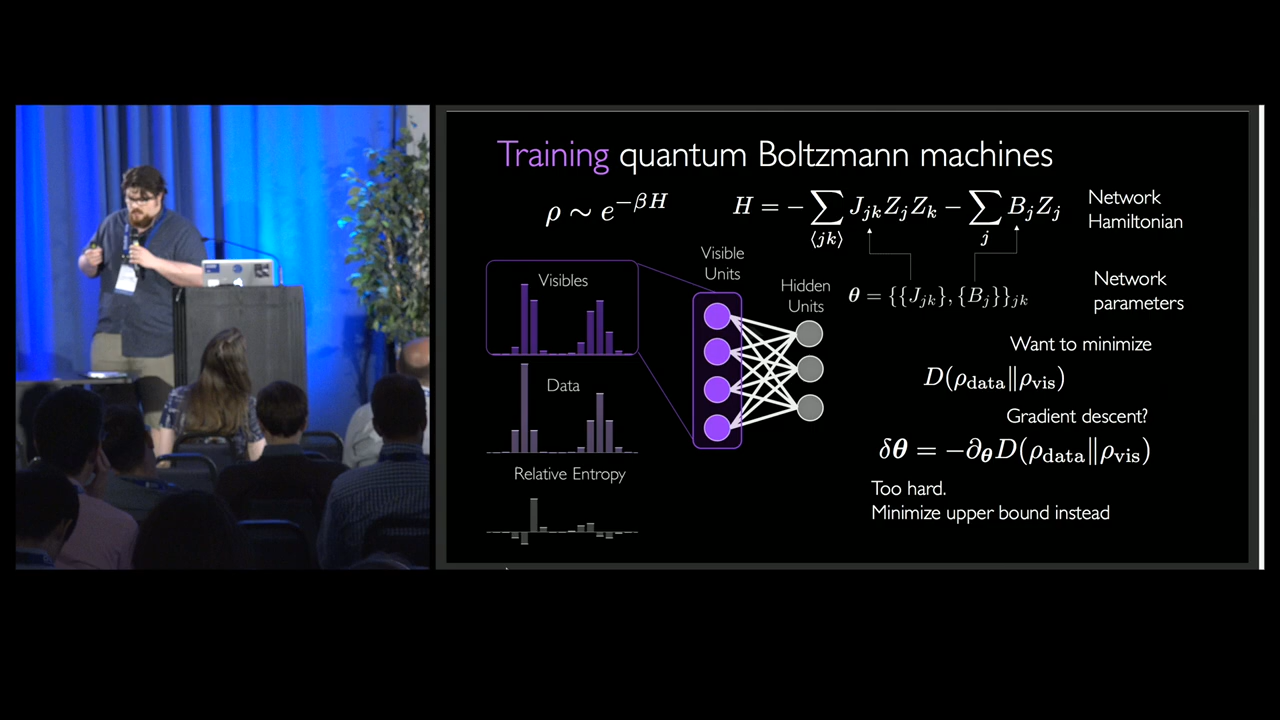 Training quantum Boltzmann machines
ρ ∼ e^{−βH}
H = − ∑_{⟨jk⟩} J_{jk} Z_j Z_k − ∑_j B_j Z_j
Network
Hamiltonian
Visible
Units
Visibles
Hidden
Units
θ = {{J_{jk}}, {B_j}}_{jk}
Network
parameters
Want to minimize
D(ρ_data‖ρ_vis)
Data
Gradient descent?
δθ = −∂_θ D(ρ_data‖ρ_vis)
Relative Entropy
Too hard.
Minimize upper bound instead